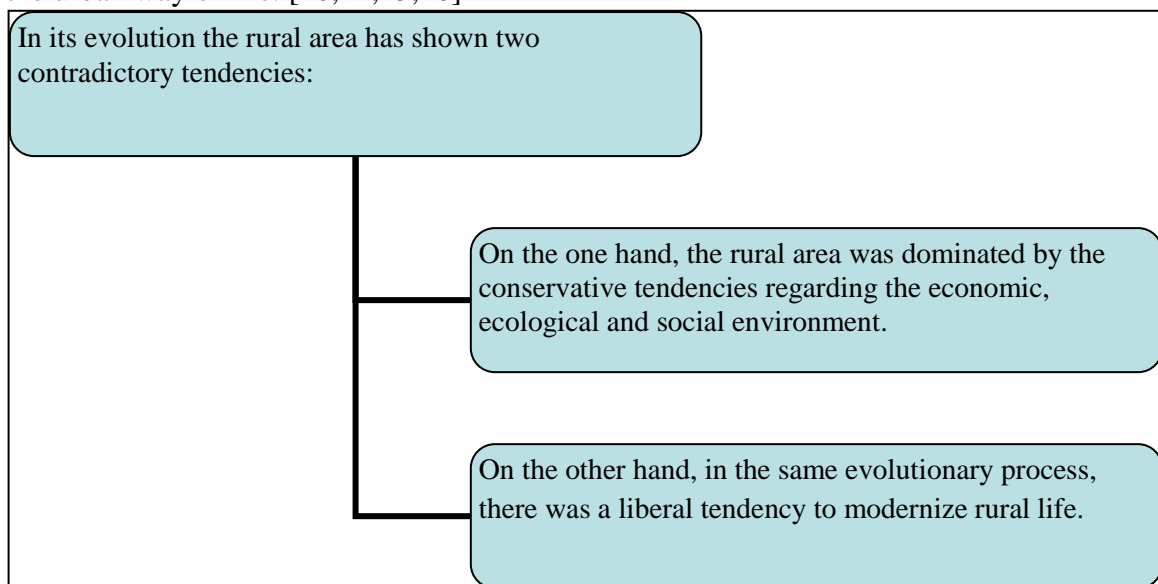 In its evolution the rural area has shown two
contradictory tendencies:
On the one hand, the rural area was dominated by the
conservative tendencies regarding the economic,
ecological and social environment.
On the other hand, in the same evolutionary process,
there was a liberal tendency to modernize rural life.